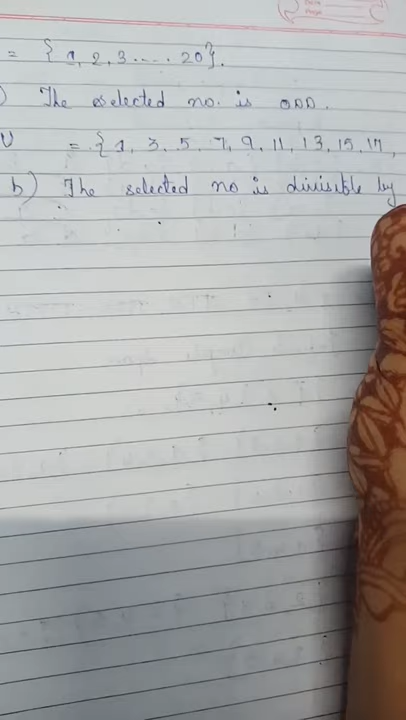 = {1, 2, 3 .... 20}.
) The selected no. is ODD.
U = {1, 3, 5, 7, 9, 11, 13, 15, 17,
b) The selected no is divisible by